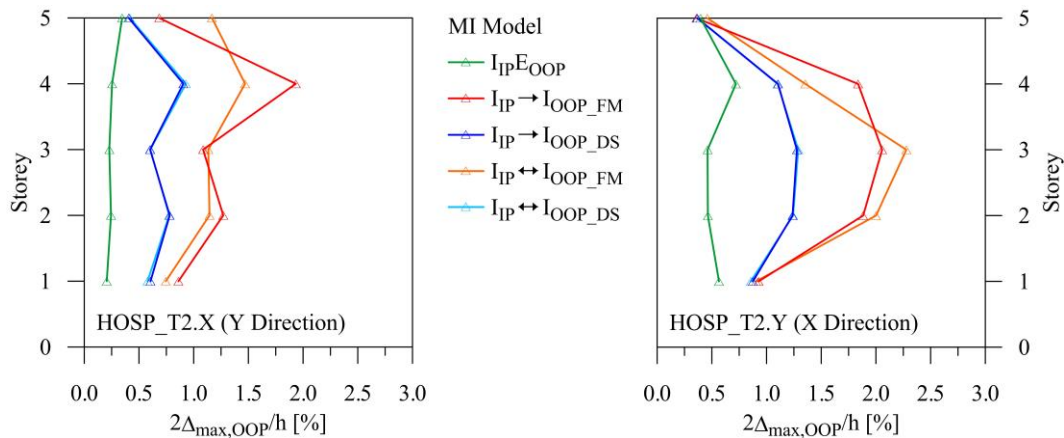 5
4
3
2
1
0
Storey
HOSP_T2.X (Y Direction)
0.0 0.5 1.0 1.5 2.0 2.5 3.0
2Δmax,OOP/h [%]
MI Model
IIPEOOP
IIP→IOOP_FM
IIP→IOOP_DS
IIP↔IOOP_FM
IIP↔IOOP_DS
5
4
3
2
1
0
Storey
HOSP_T2.Y (X Direction)
0.0 0.5 1.0 1.5 2.0 2.5 3.0
2Δmax,OOP/h [%]